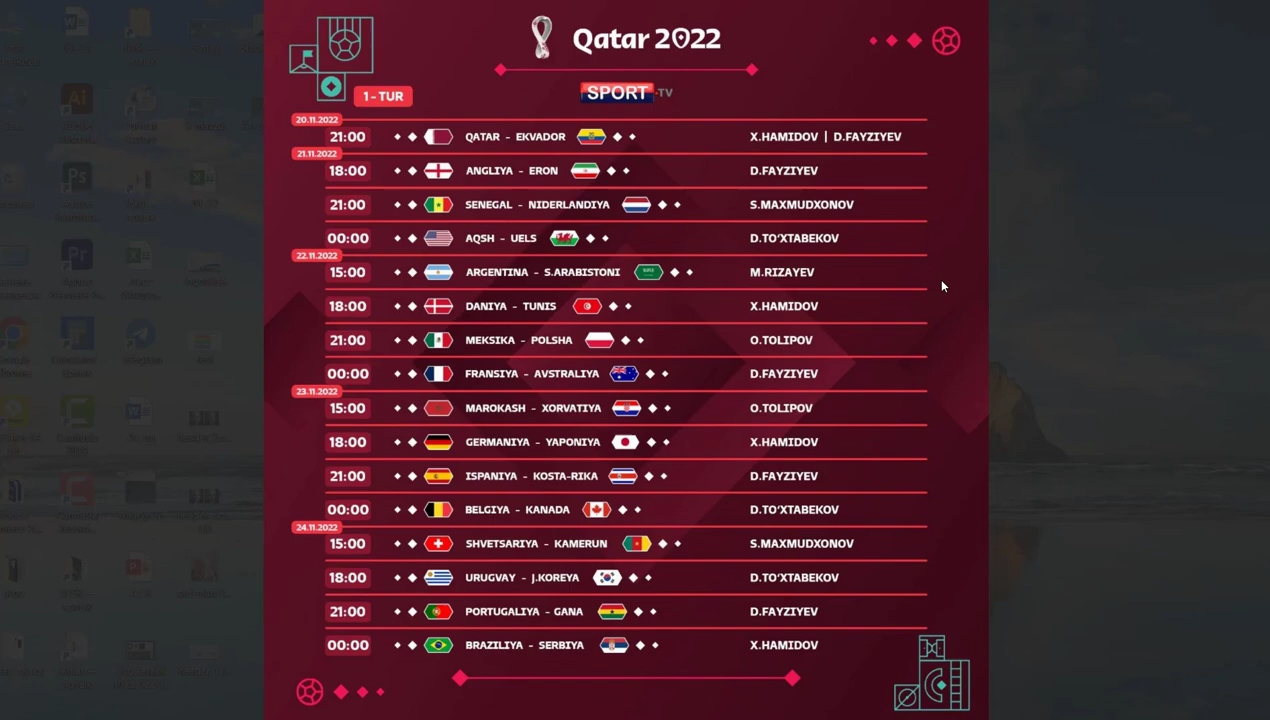 Qatar 2022
1-TUR
SPORT-TV
20.11.2022
21:00 QATAR - EKVADOR X.HAMIDOV | D.FAYZIYEV
21.11.2022
18:00 ANGLIYA - ERON D.FAYZIYEV
21:00 SENEGAL - NIDERLANDIYA S.MAXMUDXONOV
00:00 AQSH - UELS D.TO‘XTABEKOV
22.11.2022
15:00 ARGENTINA - S.ARABISTONI M.RIZAYEV
18:00 DANIYA - TUNIS X.HAMIDOV
21:00 MEKSIKA - POLSHA O.TOLIPOV
00:00 FRANSIYA - AVSTRALIYA D.FAYZIYEV
23.11.2022
15:00 MAROKASH - XORVATIYA O.TOLIPOV
18:00 GERMANIYA - YAPONIYA X.HAMIDOV
21:00 ISPANIYA - KOSTA-RIKA D.FAYZIYEV
00:00 BELGIYA - KANADA D.TO‘XTABEKOV
24.11.2022
15:00 SHVETSARIYA - KAMERUN S.MAXMUDXONOV
18:00 URUGVAY - J.KOREYA D.TO‘XTABEKOV
21:00 PORTUGALIYA - GANA D.FAYZIYEV
00:00 BRAZILIYA - SERBIYA X.HAMIDOV